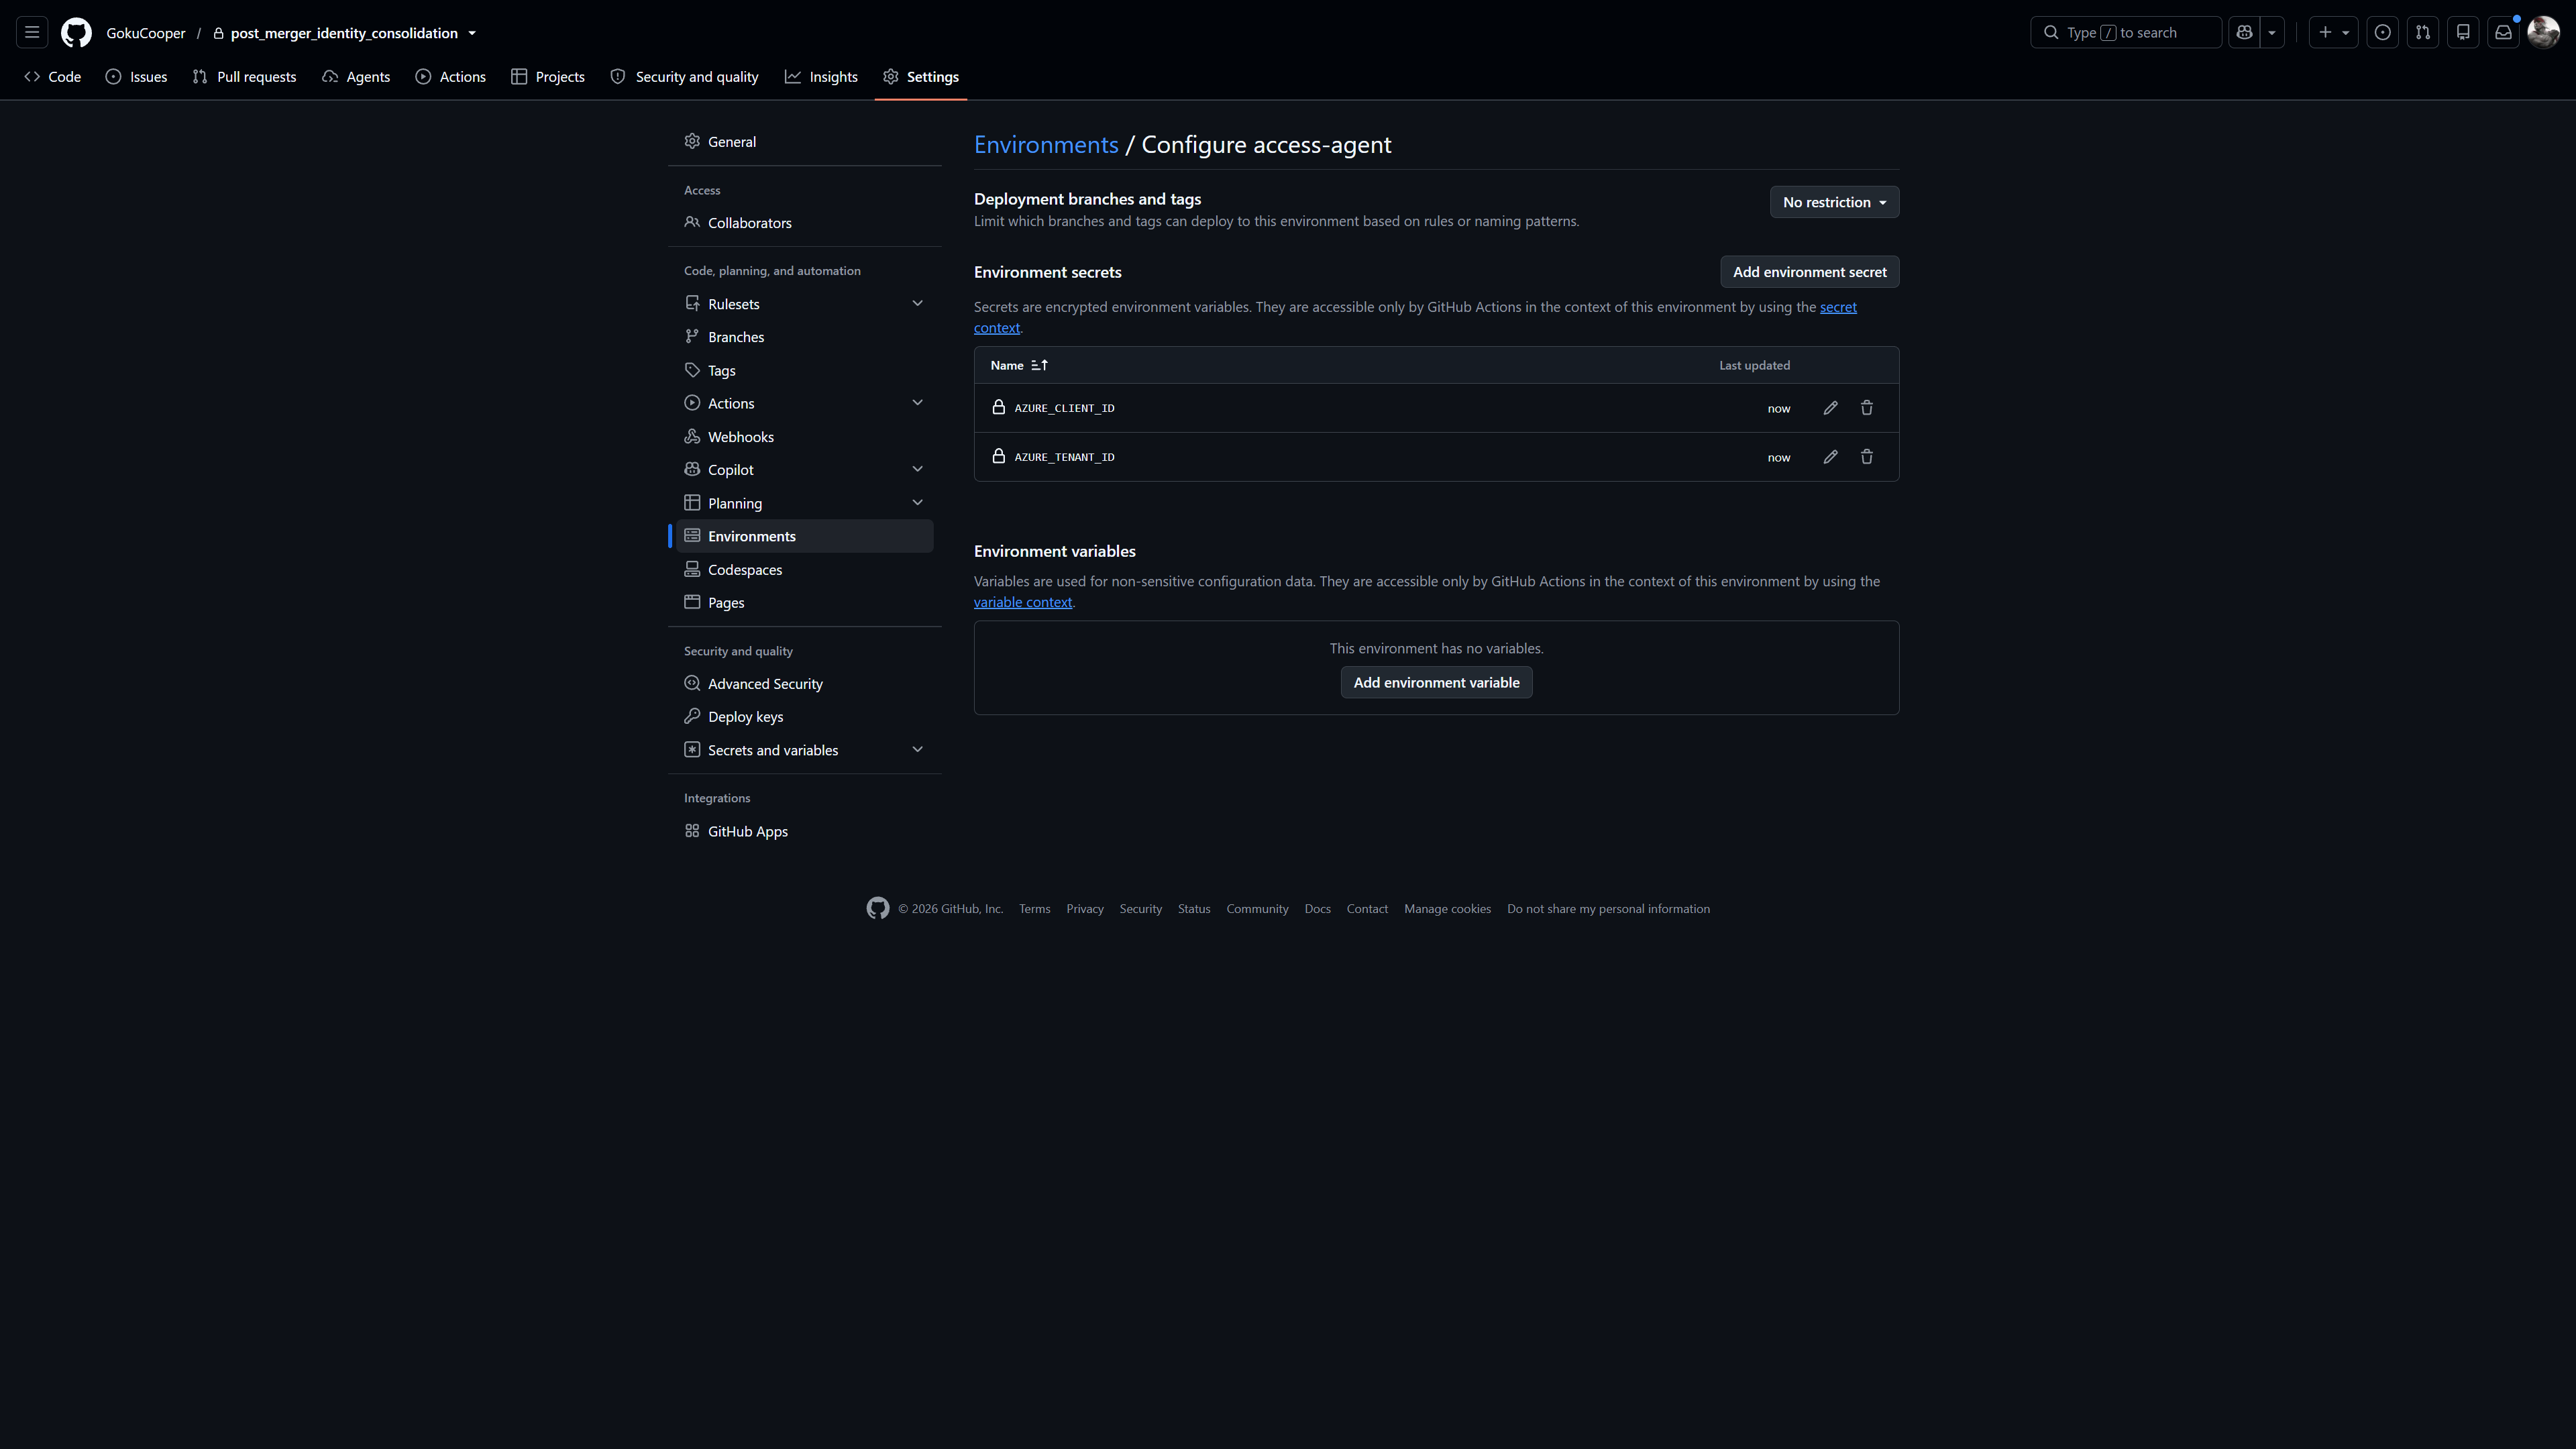 GokuCooper / post_merger_identity_consolidation
Type / to search
Code Issues Pull requests Agents Actions Projects Security and quality Insights Settings
General
Access
Collaborators
Code, planning, and automation
Rulesets
Branches
Tags
Actions
Webhooks
Copilot
Planning
Environments
Codespaces
Pages
Security and quality
Advanced Security
Deploy keys
Secrets and variables
Integrations
GitHub Apps
Environments / Configure access-agent
Deployment branches and tags
No restriction
Limit which branches and tags can deploy to this environment based on rules or naming patterns.
Environment secrets
Add environment secret
Secrets are encrypted environment variables. They are accessible only by GitHub Actions in the context of this environment by using the secret
context.
Name Last updated
AZURE_CLIENT_ID now
AZURE_TENANT_ID now
Environment variables
Variables are used for non-sensitive configuration data. They are accessible only by GitHub Actions in the context of this environment by using the
variable context.
This environment has no variables.
Add environment variable
© 2026 GitHub, Inc. Terms Privacy Security Status Community Docs Contact Manage cookies Do not share my personal information